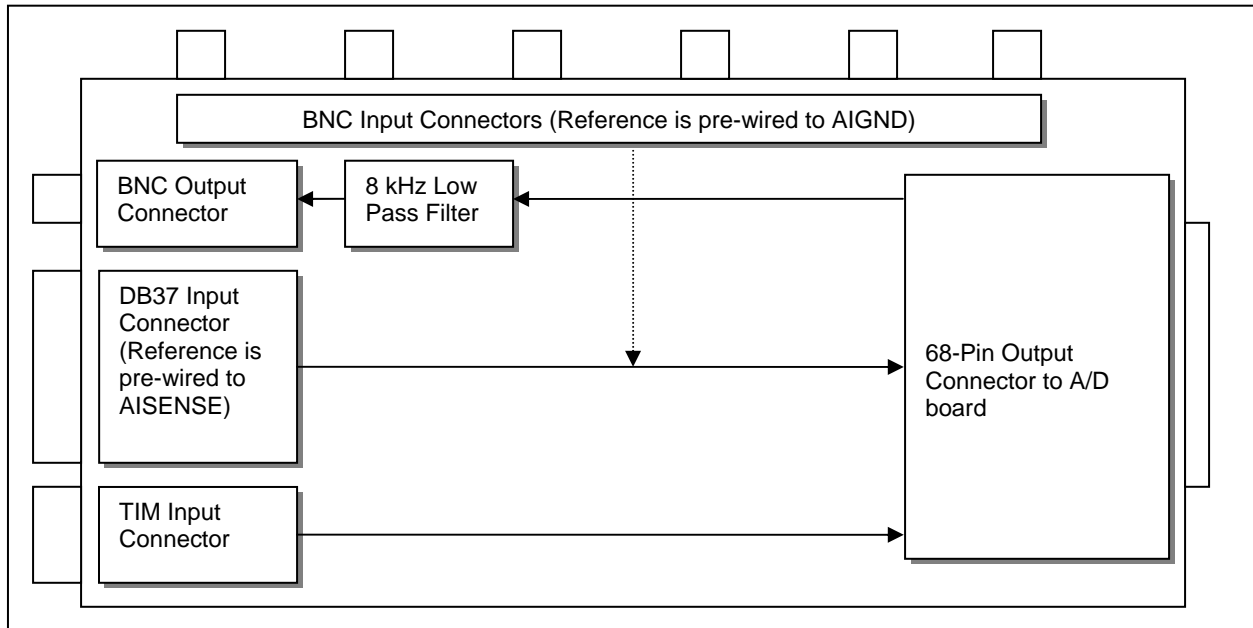 BNC Input Connectors (Reference is pre-wired to AIGND)
BNC Output
Connector
8 kHz Low
Pass Filter
DB37 Input
Connector
(Reference is
pre-wired to
AISENSE)
68-Pin Output
Connector to A/D
board
TIM Input
Connector